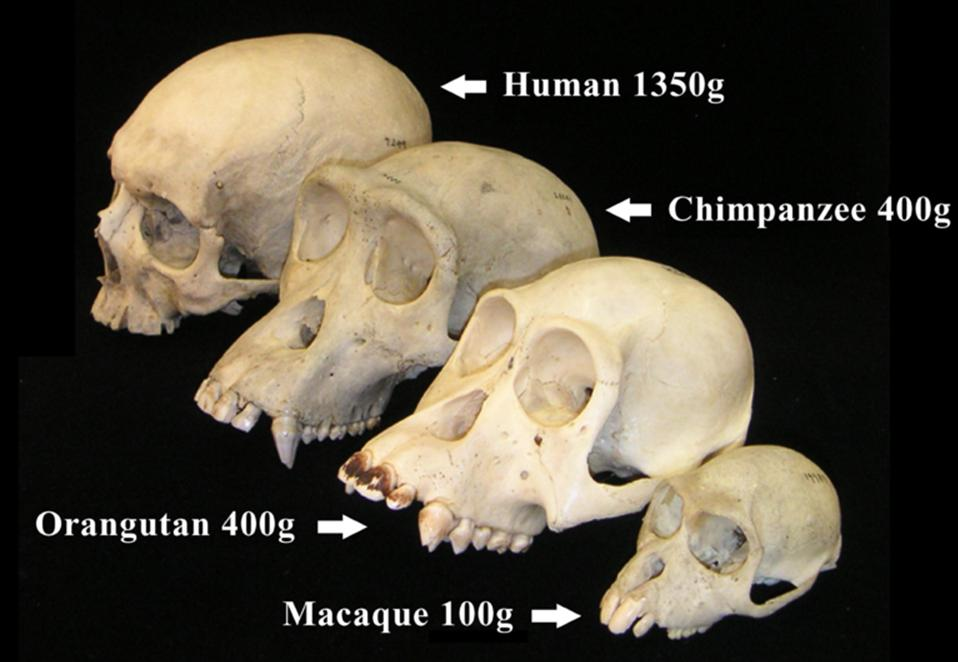 Human 1350g
Chimpanzee 400g
Orangutan 400g
Macaque 100g